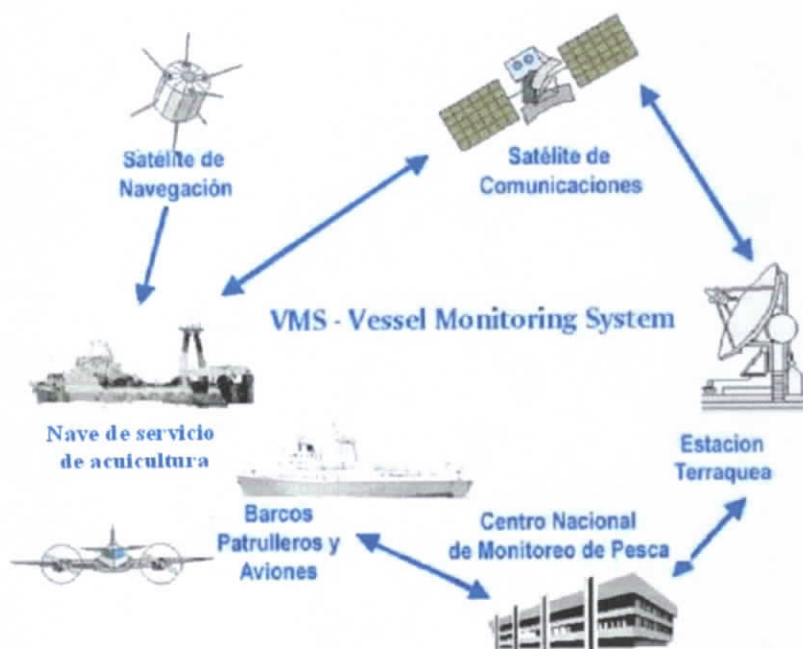 Satélite de
Navegación
Satélite de
Comunicaciones
VMS - Vessel Monitoring System
Nave de servicio
de acuicultura
Estacion
Terraquea
Barcos
Patrulleros y
Aviones
Centro Nacional
de Monitoreo de Pesca